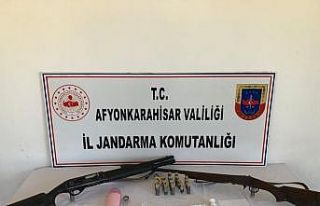 T.C.
AFYONKARAHİSAR VALİLİĞİ
İL JANDARMA KOMUTANLIĞI